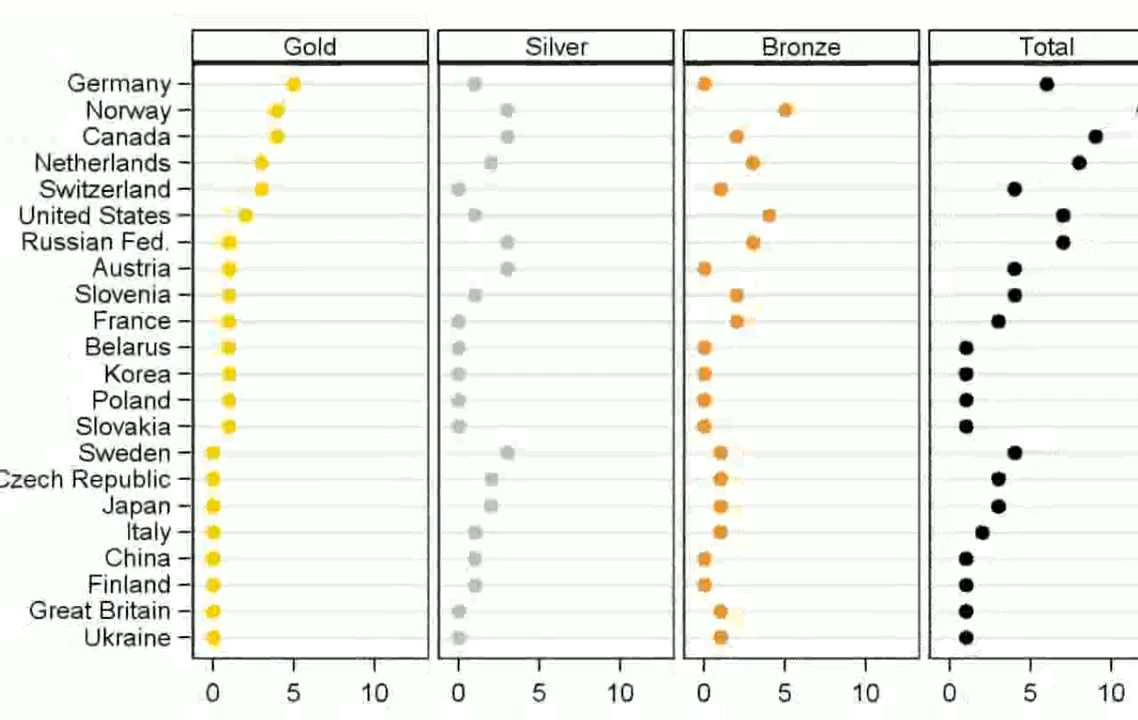 Gold Silver Bronze Total
Germany
Norway
Canada
Netherlands
Switzerland
United States
Russian Fed.
Austria
Slovenia
France
Belarus
Korea
Poland
Slovakia
Sweden
Czech Republic
Japan
Italy
China
Finland
Great Britain
Ukraine
0 5 10 0 5 10 0 5 10 0 5 10